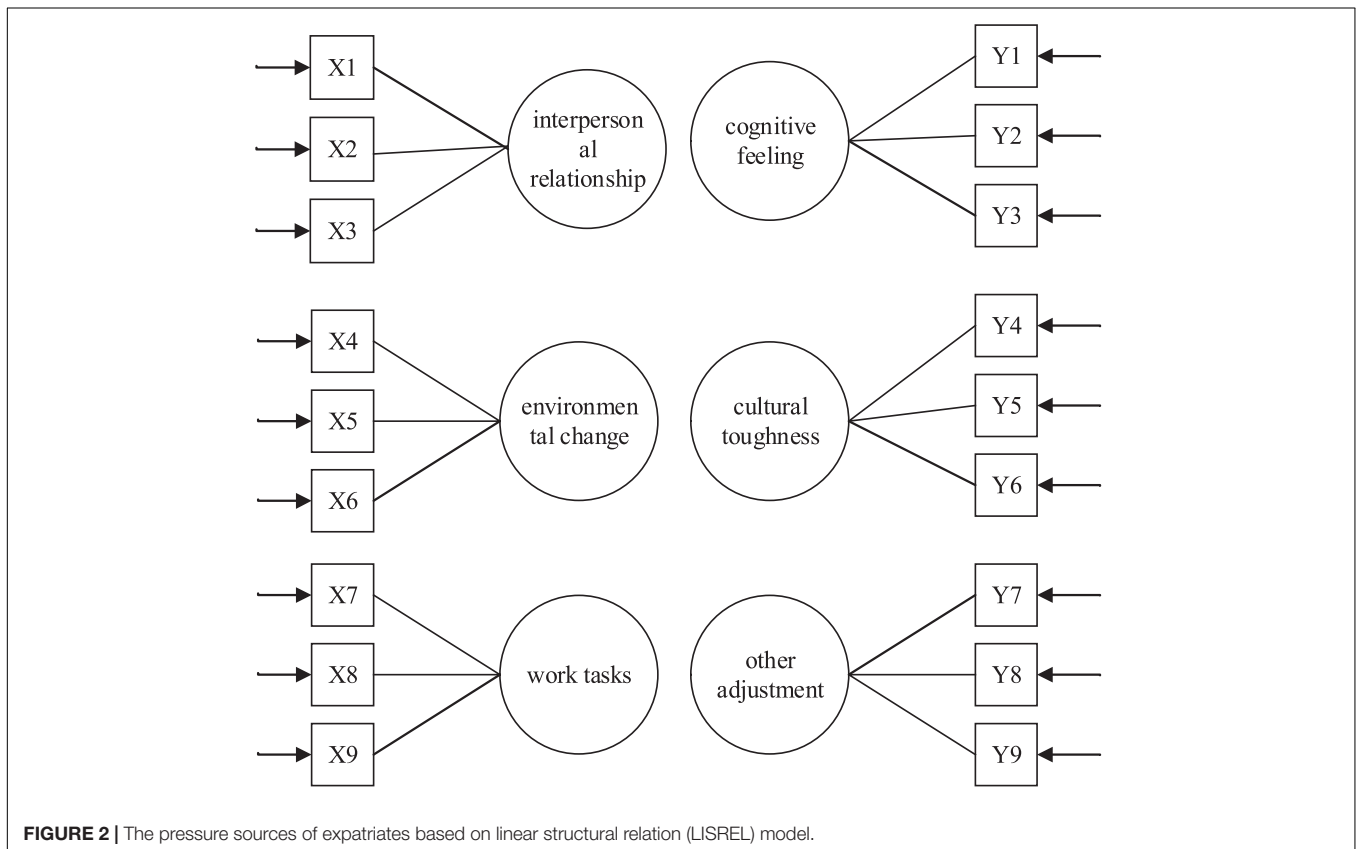 X1
X2
X3
interperson
al
relationship
cognitive
feeling
Y1
Y2
Y3
X4
X5
X6
environmen
tal change
cultural
toughness
Y4
Y5
Y6
X7
X8
X9
work tasks
other
adjustment
Y7
Y8
Y9
FIGURE 2 | The pressure sources of expatriates based on linear structural relation (LISREL) model.